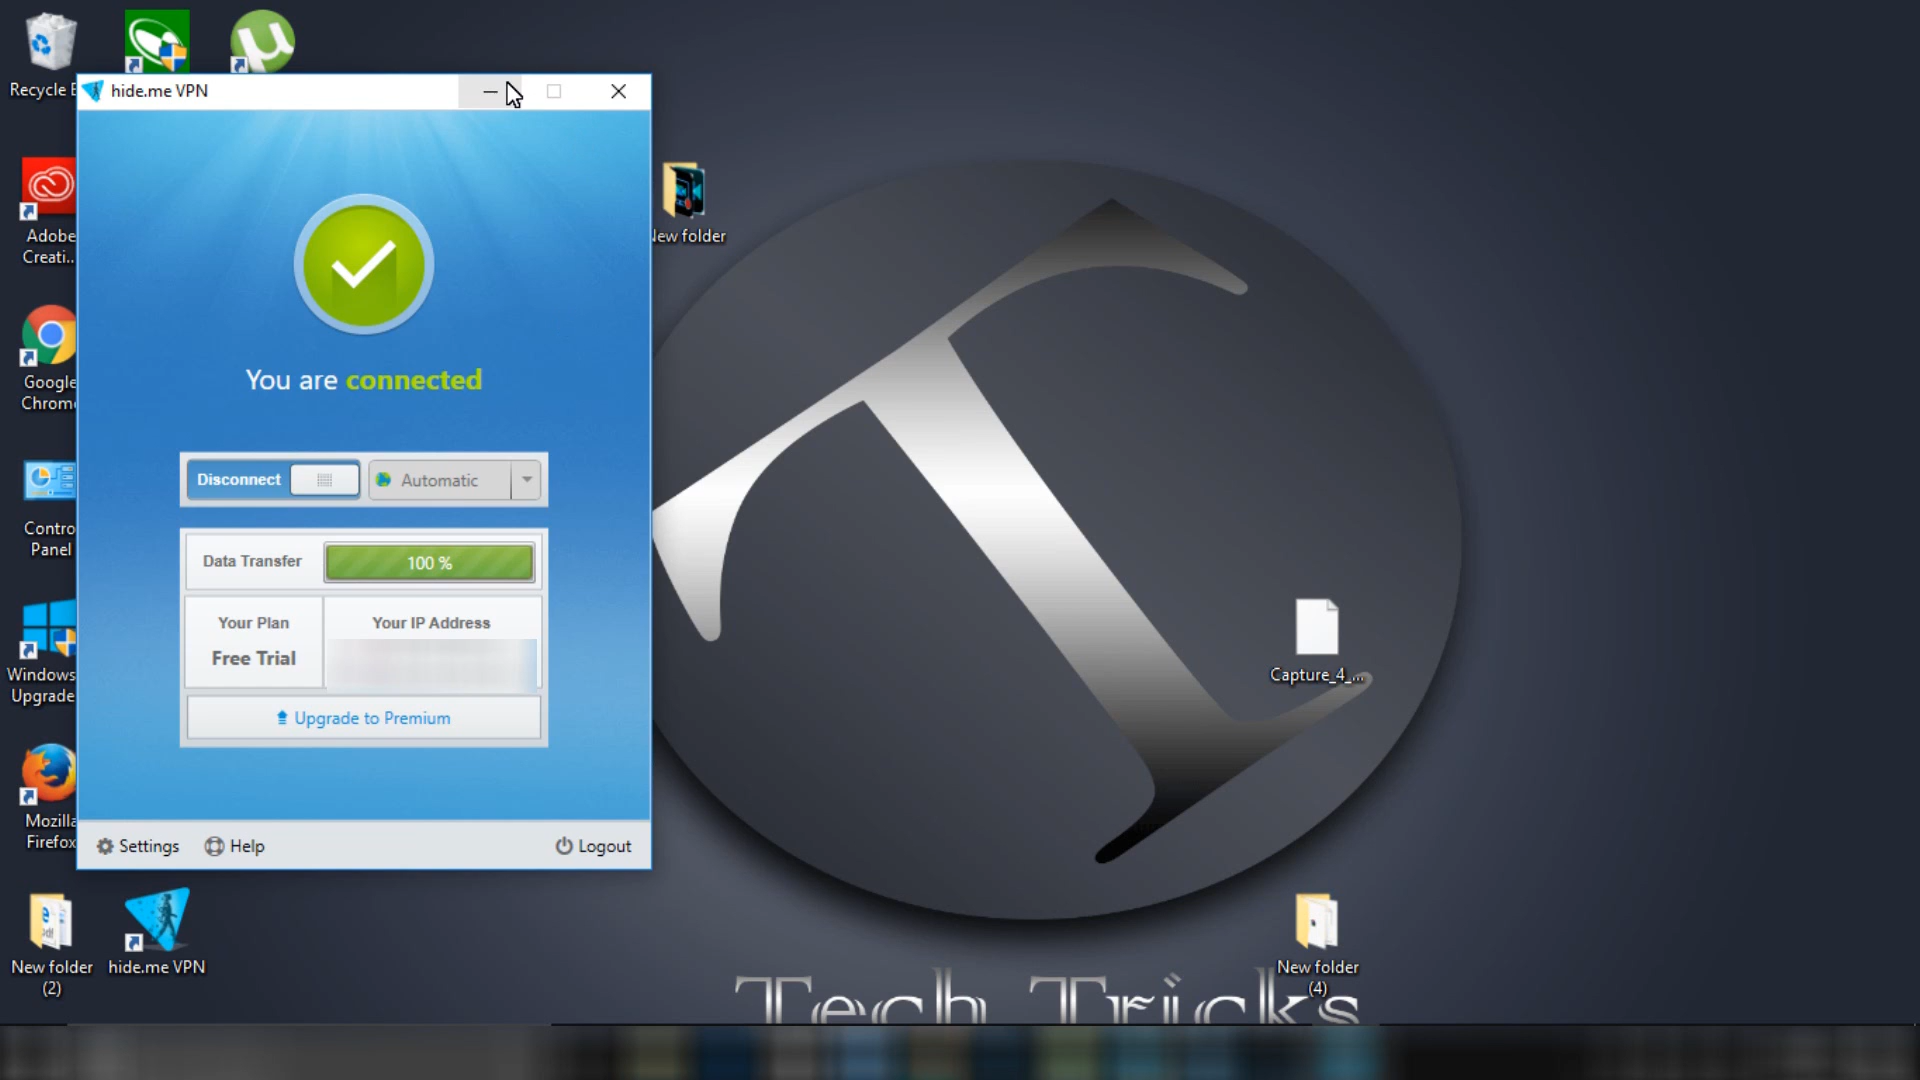 Recycle B
hide.me VPN
Adobe
Creati..
New folder
You are connected
Google
Chrom
Disconnect
Automatic
Contro
Panel
Data Transfer
100 %
Your Plan
Your IP Address
Free Trial
Windows
Upgrade
Capture_4_...
Upgrade to Premium
Mozilla
Firefox
Settings
Help
Logout
New folder
(2)
hide.me VPN
New folder
(4)
Tech Tricks